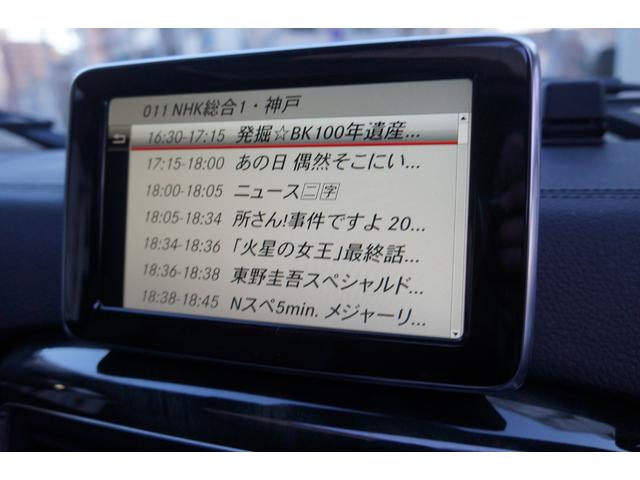 011 NHK総合1・神戸
16:30-17:15 発掘☆BK100年遺産...
17:15-18:00 あの日 偶然そこにい...
18:00-18:05 ニュース🈔🈑
18:05-18:34 所さん!事件ですよ 20...
18:34-18:36 「火星の女王」最終話...
18:36-18:38 東野圭吾スペシャルド...
18:38-18:45 Nスペ5min. メジャーリ...